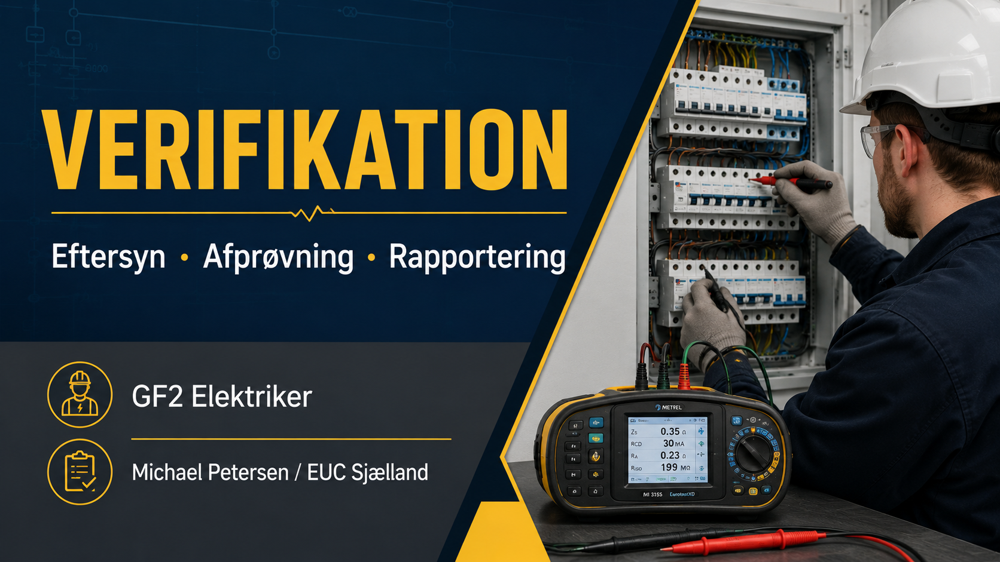 VERIFIKATION
Eftersyn • Afprøvning • Rapportering
GF2 Elektriker
Michael Petersen / EUC Sjælland
METREL
Zs 0.35 Ω
RCD 30 MA
RA 0.23 Ω
RISO 199 MΩ
MI 3155 EurotestXD